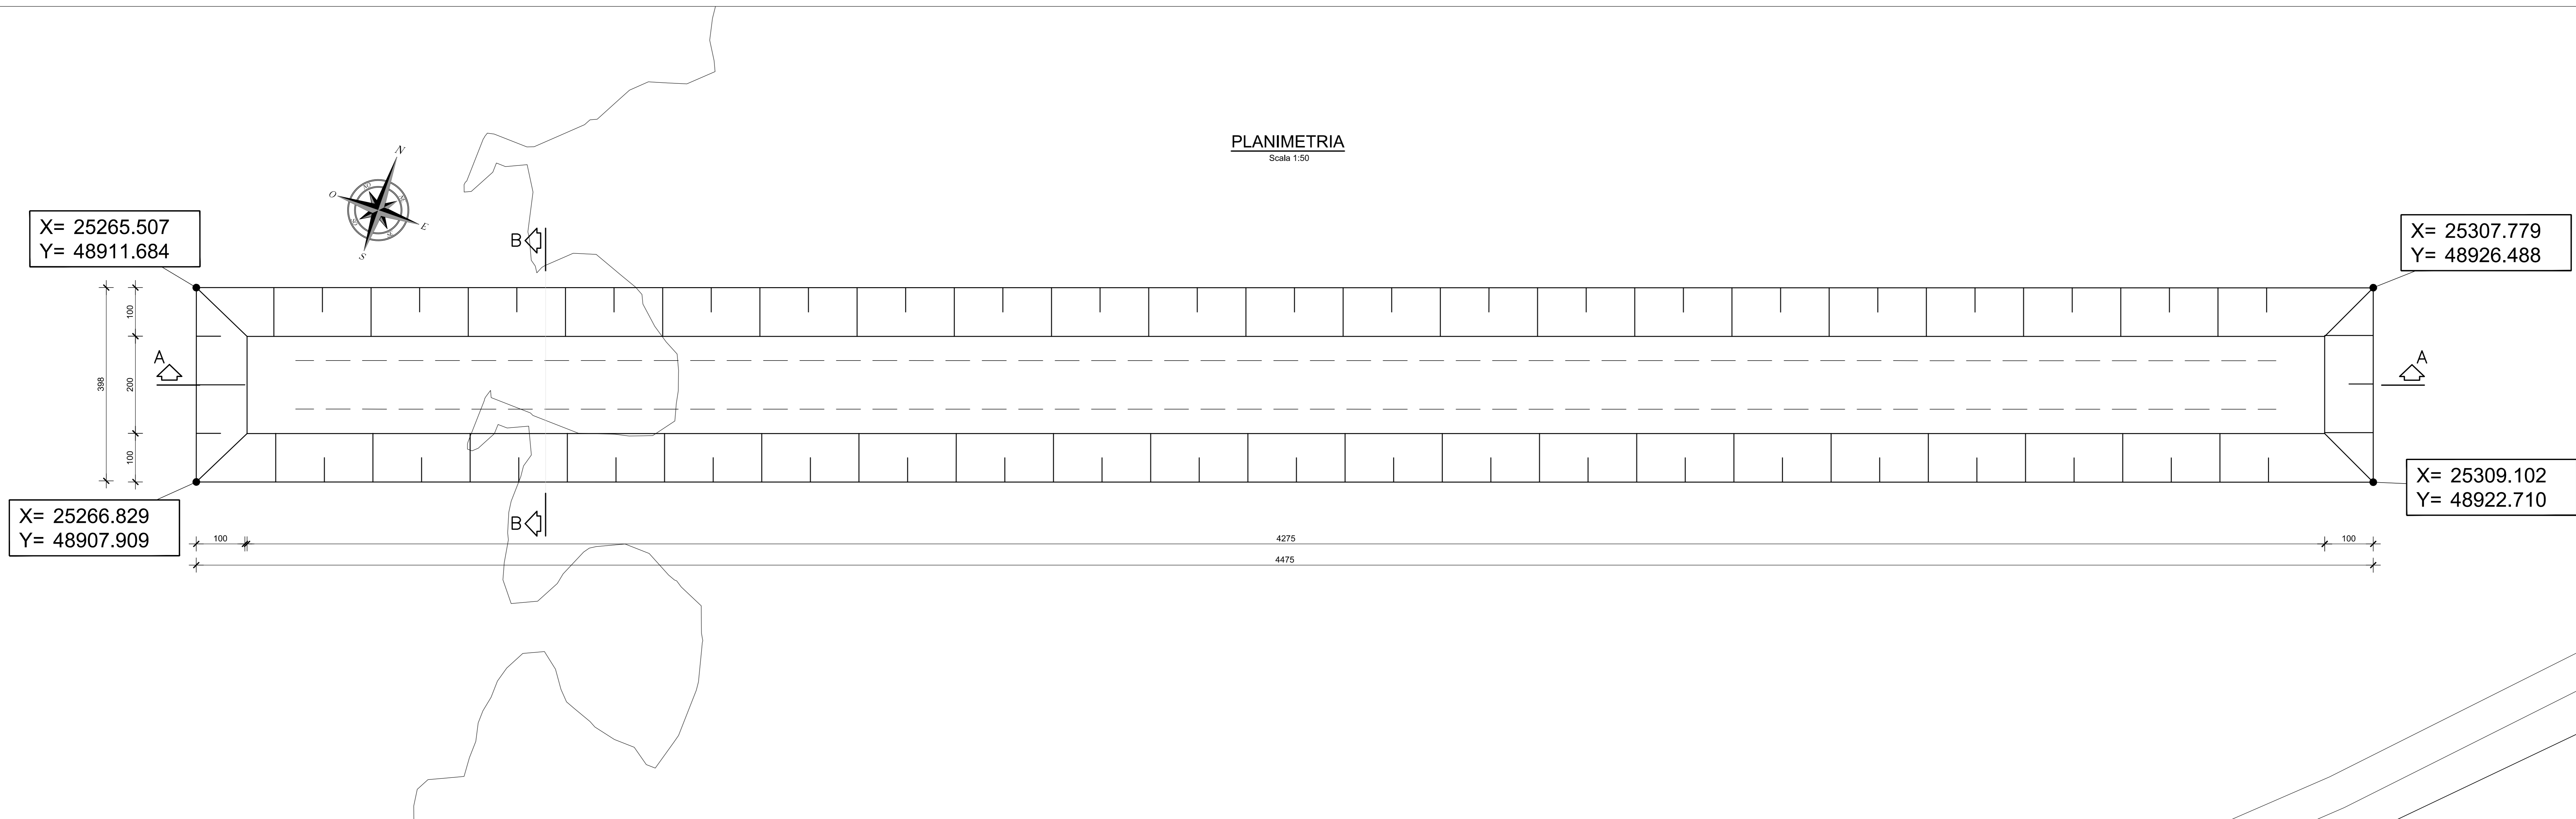 PLANIMETRIA
Scala 1:50
N
O
E
S
X= 25265.507
Y= 48911.684
X= 25307.779
Y= 48926.488
B
A
A
398
100
200
100
X= 25266.829
Y= 48907.909
X= 25309.102
Y= 48922.710
B
100
4275
100
4475